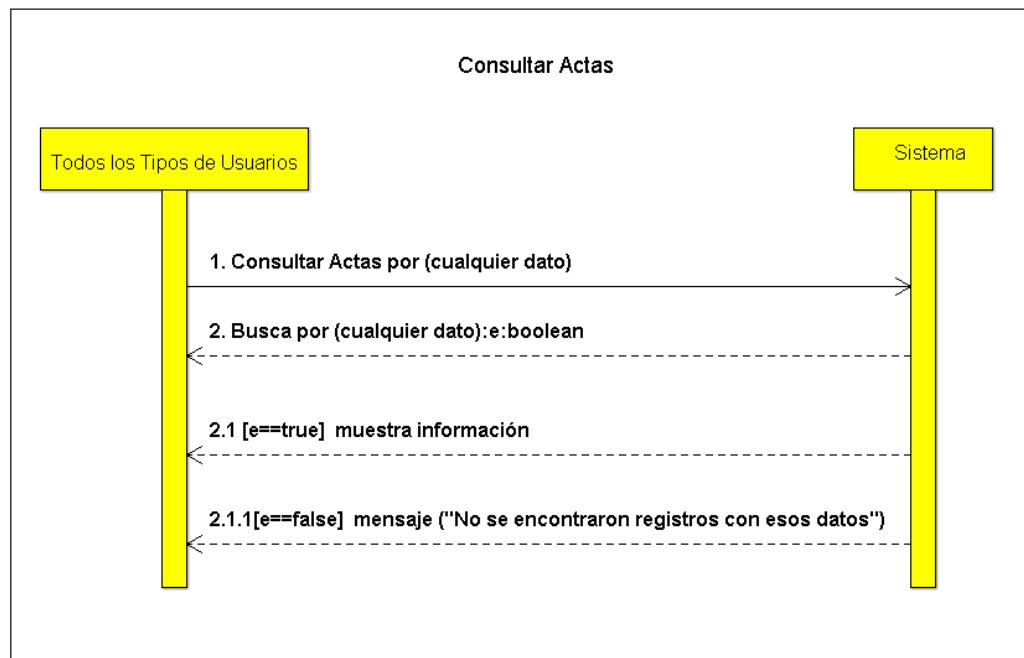 Consultar Actas
Todos los Tipos de Usuarios
Sistema
1. Consultar Actas por (cualquier dato)
2. Busca por (cualquier dato):e:boolean
2.1 [e==true]  muestra información
2.1.1[e==false]  mensaje ("No se encontraron registros con esos datos")